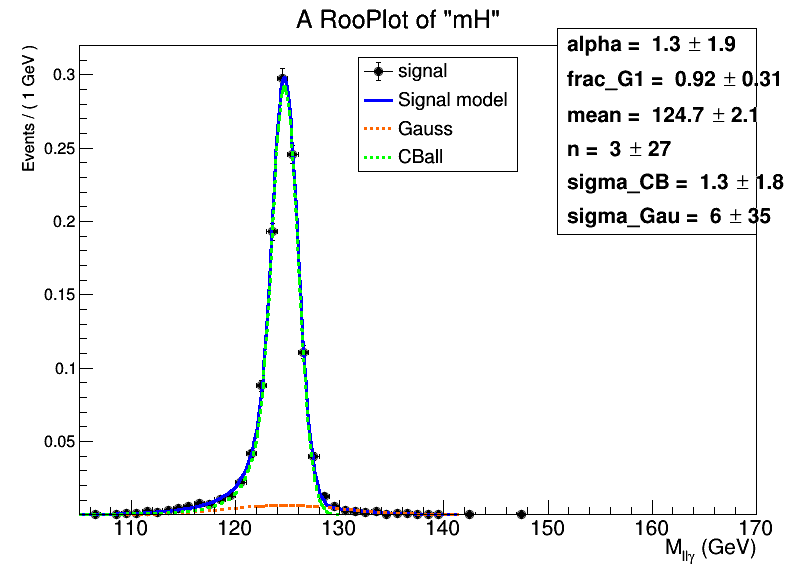 A RooPlot of "mH"
alpha = 1.3 ± 1.9
frac_G1 = 0.92 ± 0.31
mean = 124.7 ± 2.1
n = 3 ± 27
sigma_CB = 1.3 ± 1.8
sigma_Gau = 6 ± 35
signal
Signal model
Gauss
CBall
Events / ( 1 GeV )
0.3
0.25
0.2
0.15
0.1
0.05
110 120 130 140 150 160 170
M_{llγ} (GeV)